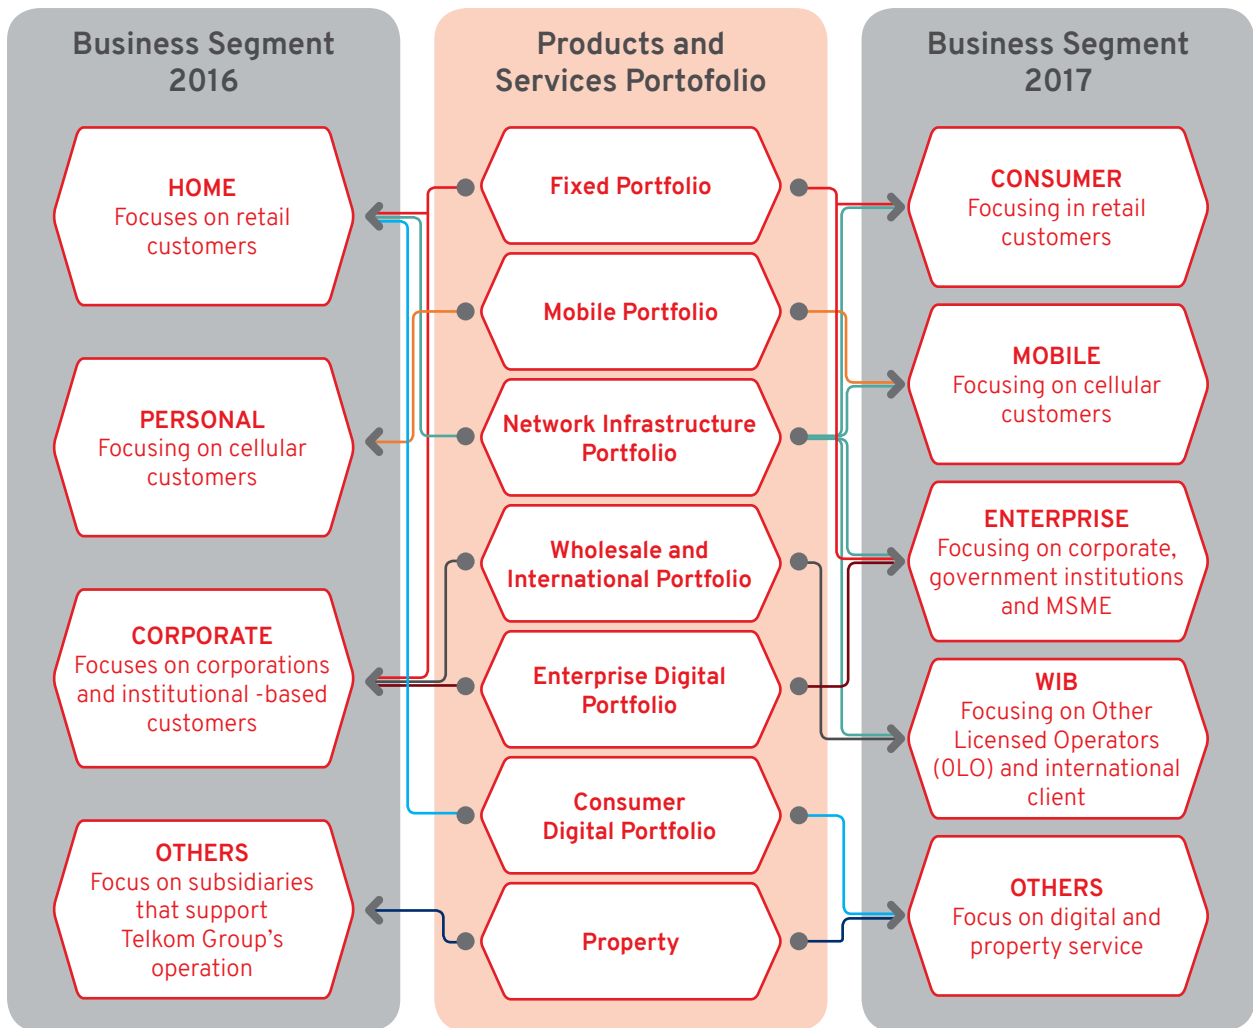 Business Segment
2016
HOME
Focuses on retail
customers
PERSONAL
Focusing on cellular
customers
CORPORATE
Focuses on corporations
and institutional -based
customers
OTHERS
Focus on subsidiaries
that support
Telkom Group's
operation
Products and
Services Portofolio
Fixed Portfolio
Mobile Portfolio
Network Infrastructure
Portfolio
Wholesale and
International Portfolio
Enterprise Digital
Portfolio
Consumer
Digital Portfolio
Property
Business Segment
2017
CONSUMER
Focusing in retail
customers
MOBILE
Focusing on cellular
customers
ENTERPRISE
Focusing on corporate,
government institutions
and MSME
WIB
Focusing on Other
Licensed Operators
(0LO) and international
client
OTHERS
Focus on digital and
property service